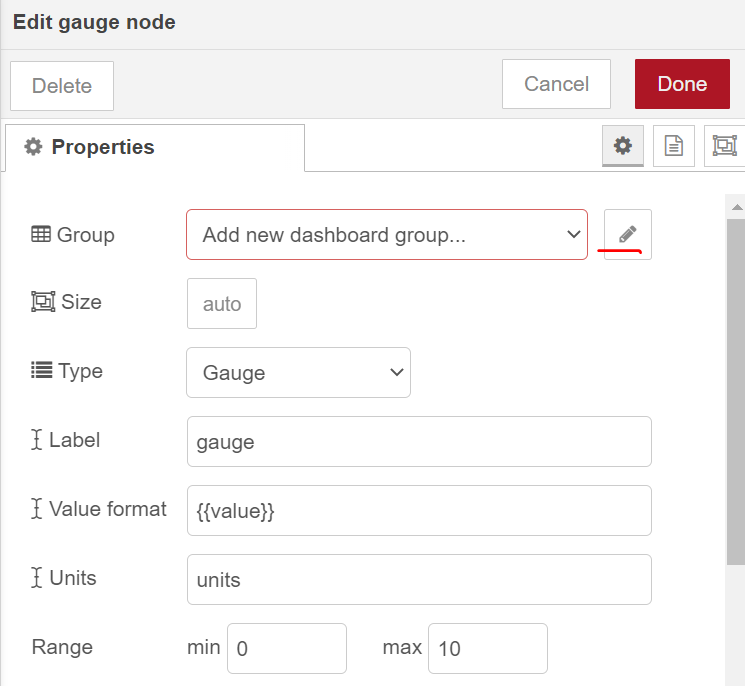 Edit gauge node
Delete
Cancel
Done
Properties
Group
Add new dashboard group...
Size
auto
Type
Gauge
Label
gauge
Value format
{{value}}
Units
units
Range
min
0
max
10